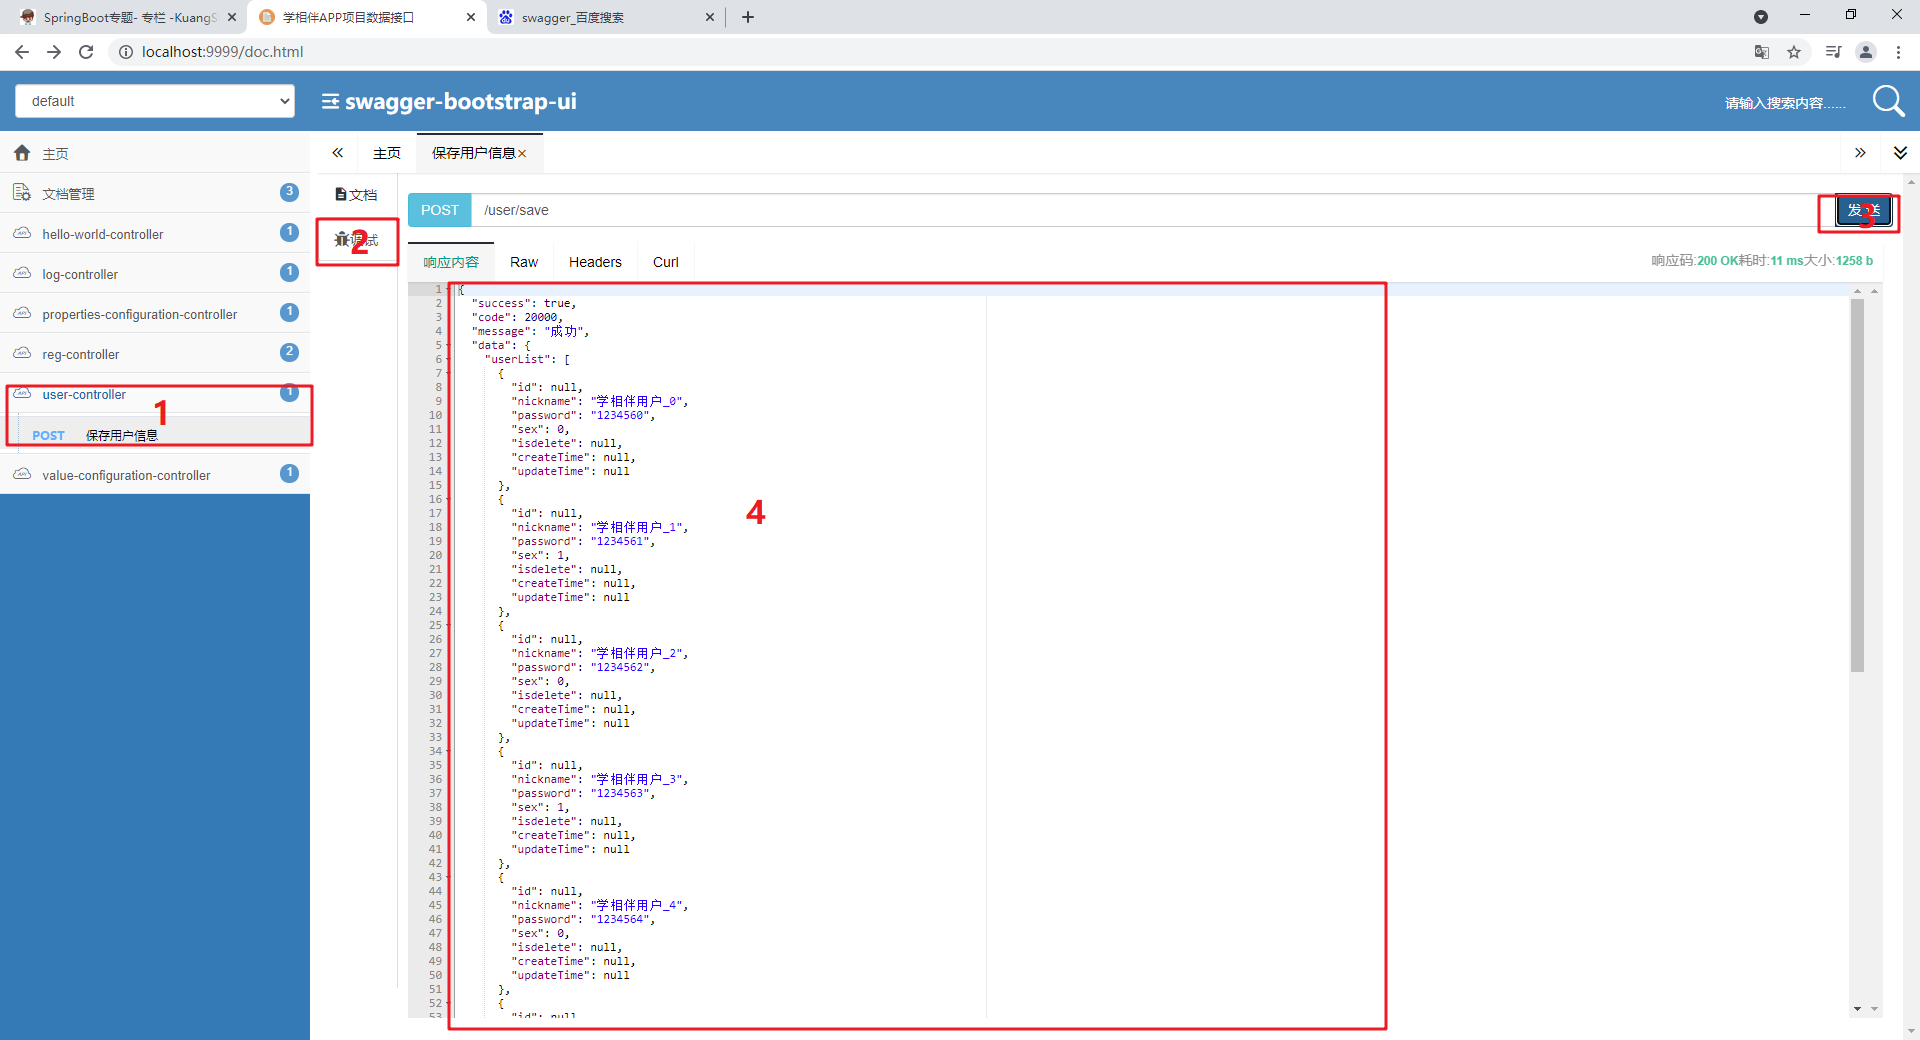 SpringBoot专题- 专栏 -KuangS
学相伴APP项目数据接口
swagger_百度搜索
localhost:9999/doc.html
default
swagger-bootstrap-ui
请输入搜索内容......
主页
文档管理
3
hello-world-controller
1
log-controller
1
properties-configuration-controller
1
reg-controller
2
user-controller
1
1
POST 保存用户信息
value-configuration-controller
1
主页
保存用户信息×
文档
调试
2
POST
/user/save
发送
3
响应内容
Raw
Headers
Curl
响应码:200 OK耗时:11 ms大小:1258 b
1 {
2 "success": true,
3 "code": 20000,
4 "message": "成功",
5 "data": {
6 "userList": [
7 {
8 "id": null,
9 "nickname": "学相伴用户_0",
10 "password": "1234560",
11 "sex": 0,
12 "isdelete": null,
13 "createTime": null,
14 "updateTime": null
15 },
16 {
17 "id": null,
18 "nickname": "学相伴用户_1",
19 "password": "1234561",
20 "sex": 1,
21 "isdelete": null,
22 "createTime": null,
23 "updateTime": null
24 },
25 {
26 "id": null,
27 "nickname": "学相伴用户_2",
28 "password": "1234562",
29 "sex": 0,
30 "isdelete": null,
31 "createTime": null,
32 "updateTime": null
33 },
34 {
35 "id": null,
36 "nickname": "学相伴用户_3",
37 "password": "1234563",
38 "sex": 1,
39 "isdelete": null,
40 "createTime": null,
41 "updateTime": null
42 },
43 {
44 "id": null,
45 "nickname": "学相伴用户_4",
46 "password": "1234564",
47 "sex": 0,
48 "isdelete": null,
49 "createTime": null,
50 "updateTime": null
51 },
52 {
53 "id": null
4